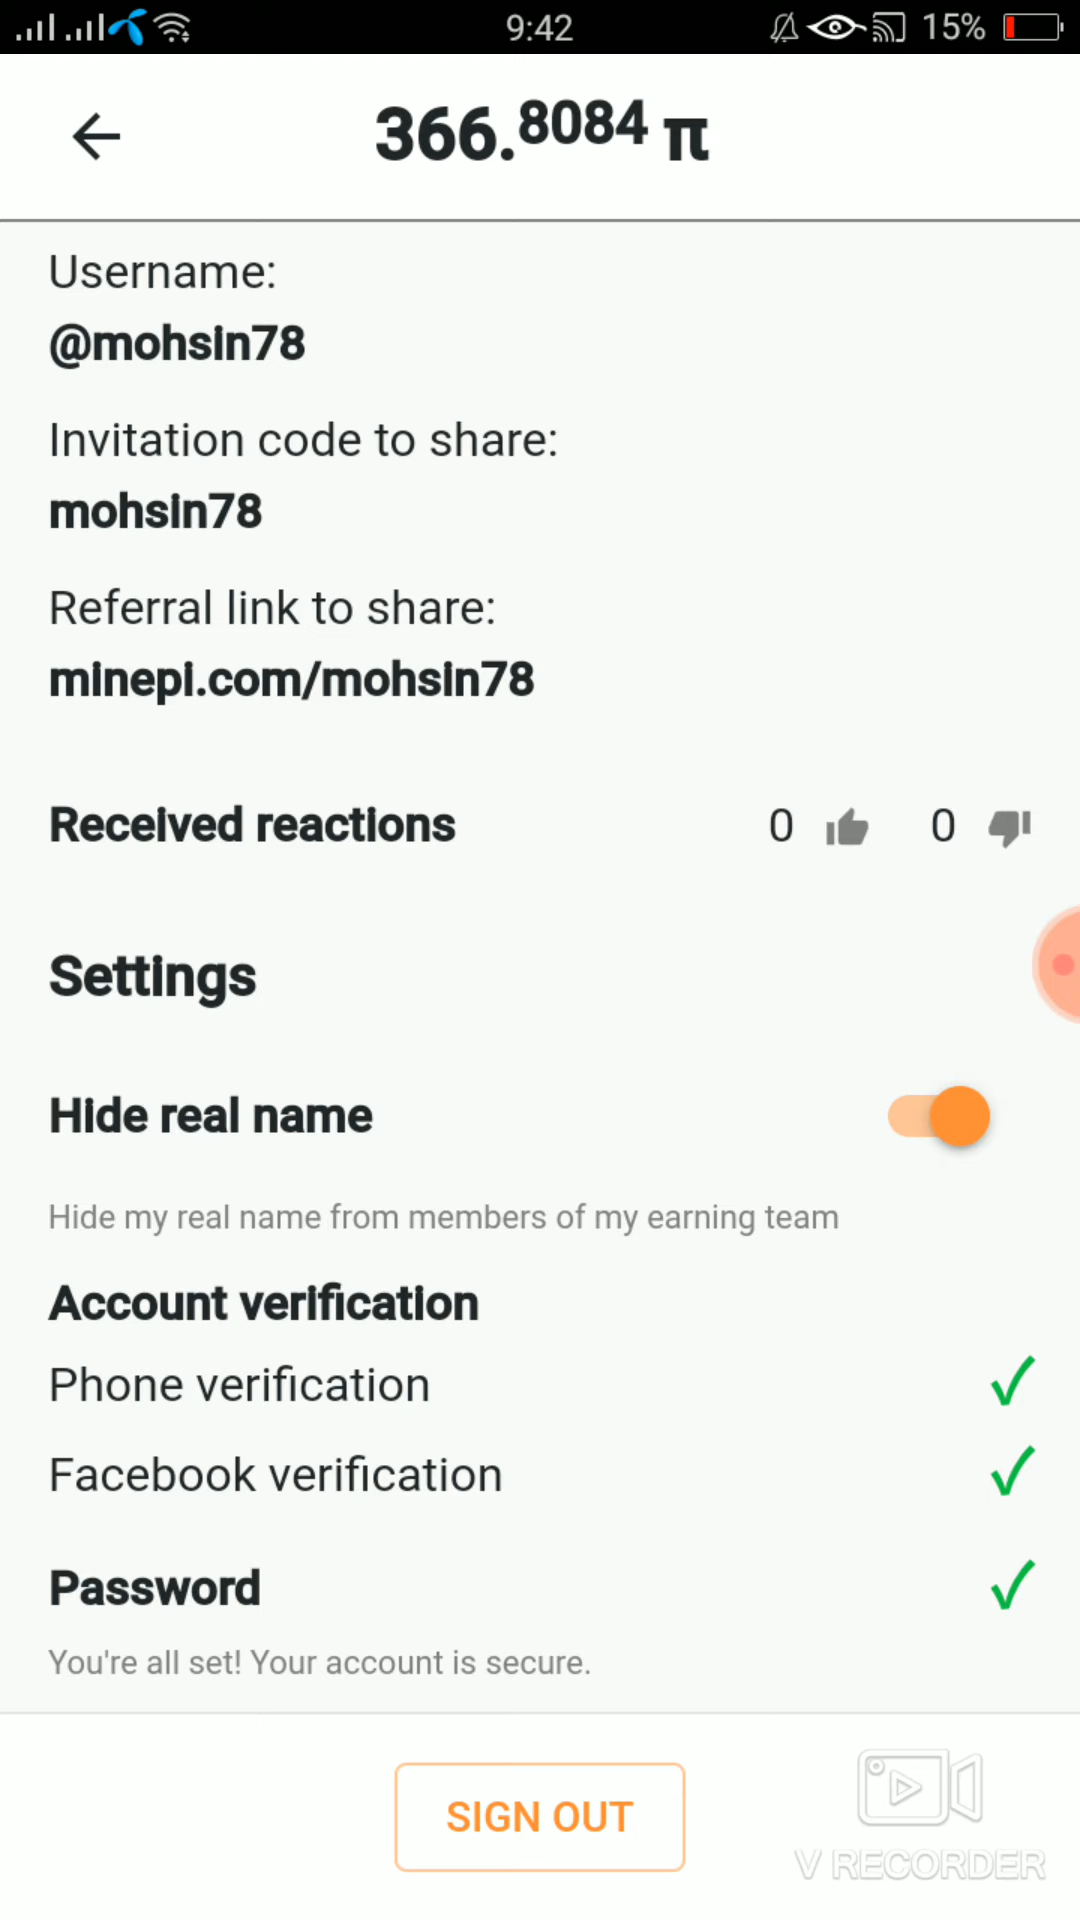 9:42
15%
366.8084 π
Username:
@mohsin78
Invitation code to share:
mohsin78
Referral link to share:
minepi.com/mohsin78
Received reactions 0 0
Settings
Hide real name
Hide my real name from members of my earning team
Account verification
Phone verification
Facebook verification
Password
You're all set! Your account is secure.
SIGN OUT
V RECORDER